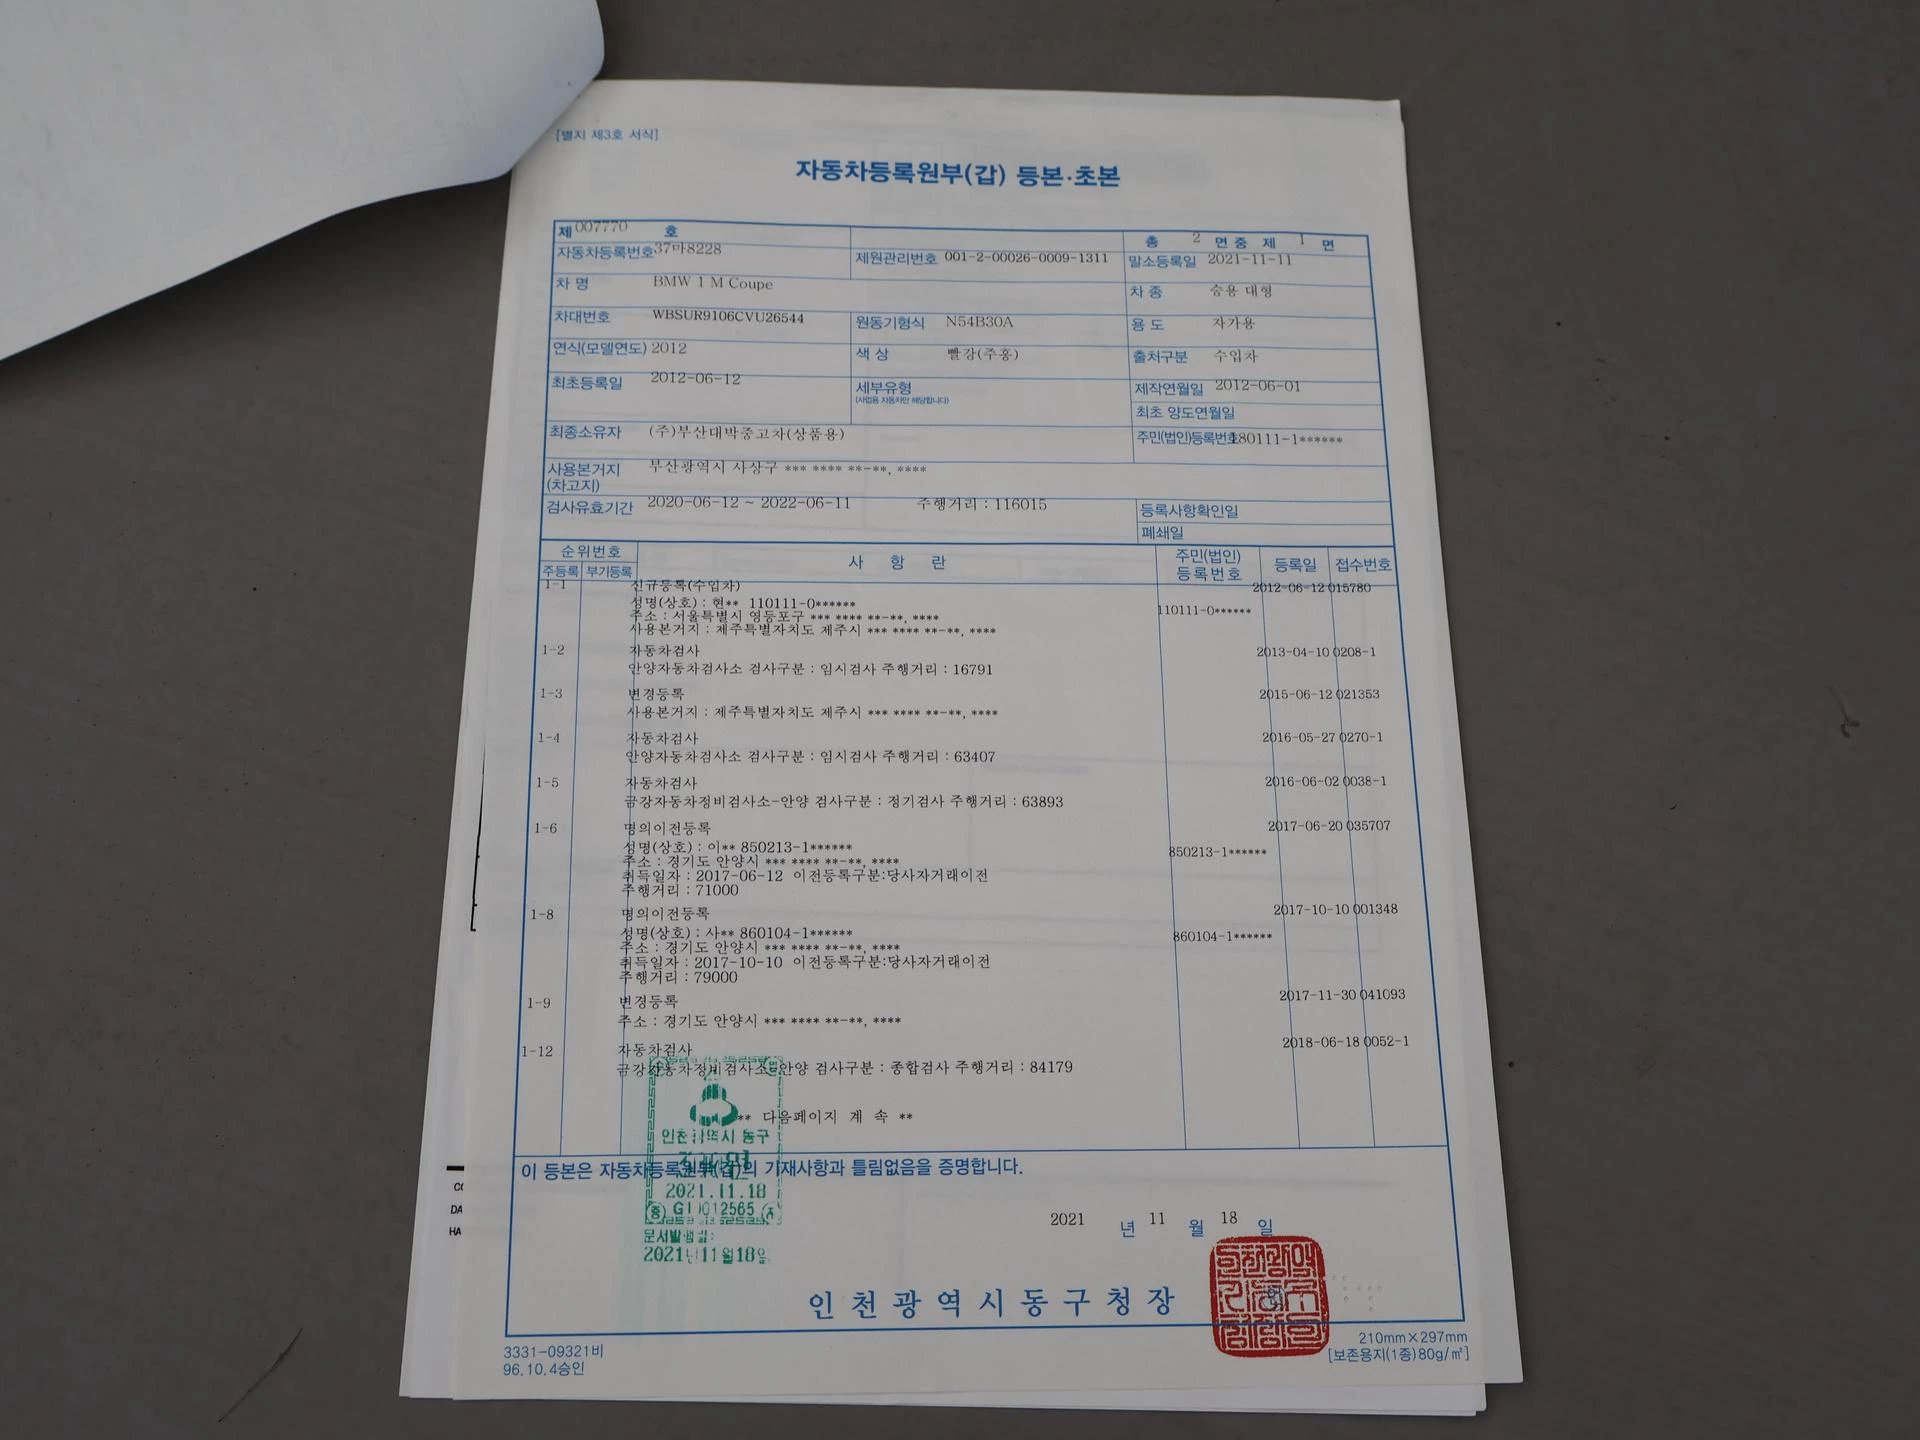 [별지 제3호 서식]
자동차등록원부(갑) 등본·초본
제 007770 호 총 2 면중 제 1 면
자동차등록번호 37마8228 제원관리번호 001-2-00026-0009-1311 말소등록일 2021-11-11
차 명 BMW 1 M Coupe 차 종 승용 대형
차대번호 WBSUR9106CVU26544 원동기형식 N54B30A 용 도 자가용
연식(모델연도) 2012 색 상 빨강(주홍) 출처구분 수입차
최초등록일 2012-06-12 세부유형 제작연월일 2012-06-01
(사업용 자동차만 해당합니다)
최초 양도연월일
최종소유자 (주)부산대박중고차(상품용) 주민(법인)등록번호 180111-1******
사용본거지 부산광역시 사상구 *** **** **-**, ****
(차고지)
검사유효기간 2020-06-12 ~ 2022-06-11 주행거리 : 116015 등록사항확인일
폐쇄일
순위번호 사 항 란 주민(법인) 등록번호 등록일 접수번호
주등록 부기등록
1-1 신규등록(수입차) 2012-06-12 015780
성명(상호) : 현** 110111-0****** 110111-0******
주소 : 서울특별시 영등포구 *** **** **-**, ****
사용본거지 : 제주특별자치도 제주시 *** **** **-**, ****
1-2 자동차검사 2013-04-10 0208-1
안양자동차검사소 검사구분 : 임시검사 주행거리 : 16791
1-3 변경등록 2015-06-12 021353
사용본거지 : 제주특별자치도 제주시 *** **** **-**, ****
1-4 자동차검사 2016-05-27 0270-1
안양자동차검사소 검사구분 : 임시검사 주행거리 : 63407
1-5 자동차검사 2016-06-02 0038-1
금강자동차정비검사소-안양 검사구분 : 정기검사 주행거리 : 63893
1-6 명의이전등록 2017-06-20 035707
성명(상호) : 이** 850213-1****** 850213-1******
주소 : 경기도 안양시 *** **** **-**, ****
취득일자 : 2017-06-12 이전등록구분:당사자거래이전
주행거리 : 71000
1-8 명의이전등록 2017-10-10 001348
성명(상호) : 사** 860104-1****** 860104-1******
주소 : 경기도 안양시 *** **** **-**, ****
취득일자 : 2017-10-10 이전등록구분:당사자거래이전
주행거리 : 79000
1-9 변경등록 2017-11-30 041093
주소 : 경기도 안양시 *** **** **-**, ****
1-12 자동차검사 2018-06-18 0052-1
금강자동차정비검사소-안양 검사구분 : 종합검사 주행거리 : 84179
** 다음페이지 계 속 **
인천광역시 동구
이 등본은 자동차등록원부(갑)의 기재사항과 틀림없음을 증명합니다.
2021.11.18
문서발행일:
2021년11월18일
2021 년 11 월 18 일
인천광역시동구청장
3331-09321비
96.10.4승인
210mm×297mm
[보존용지(1종)80g/㎡]
DA
HA